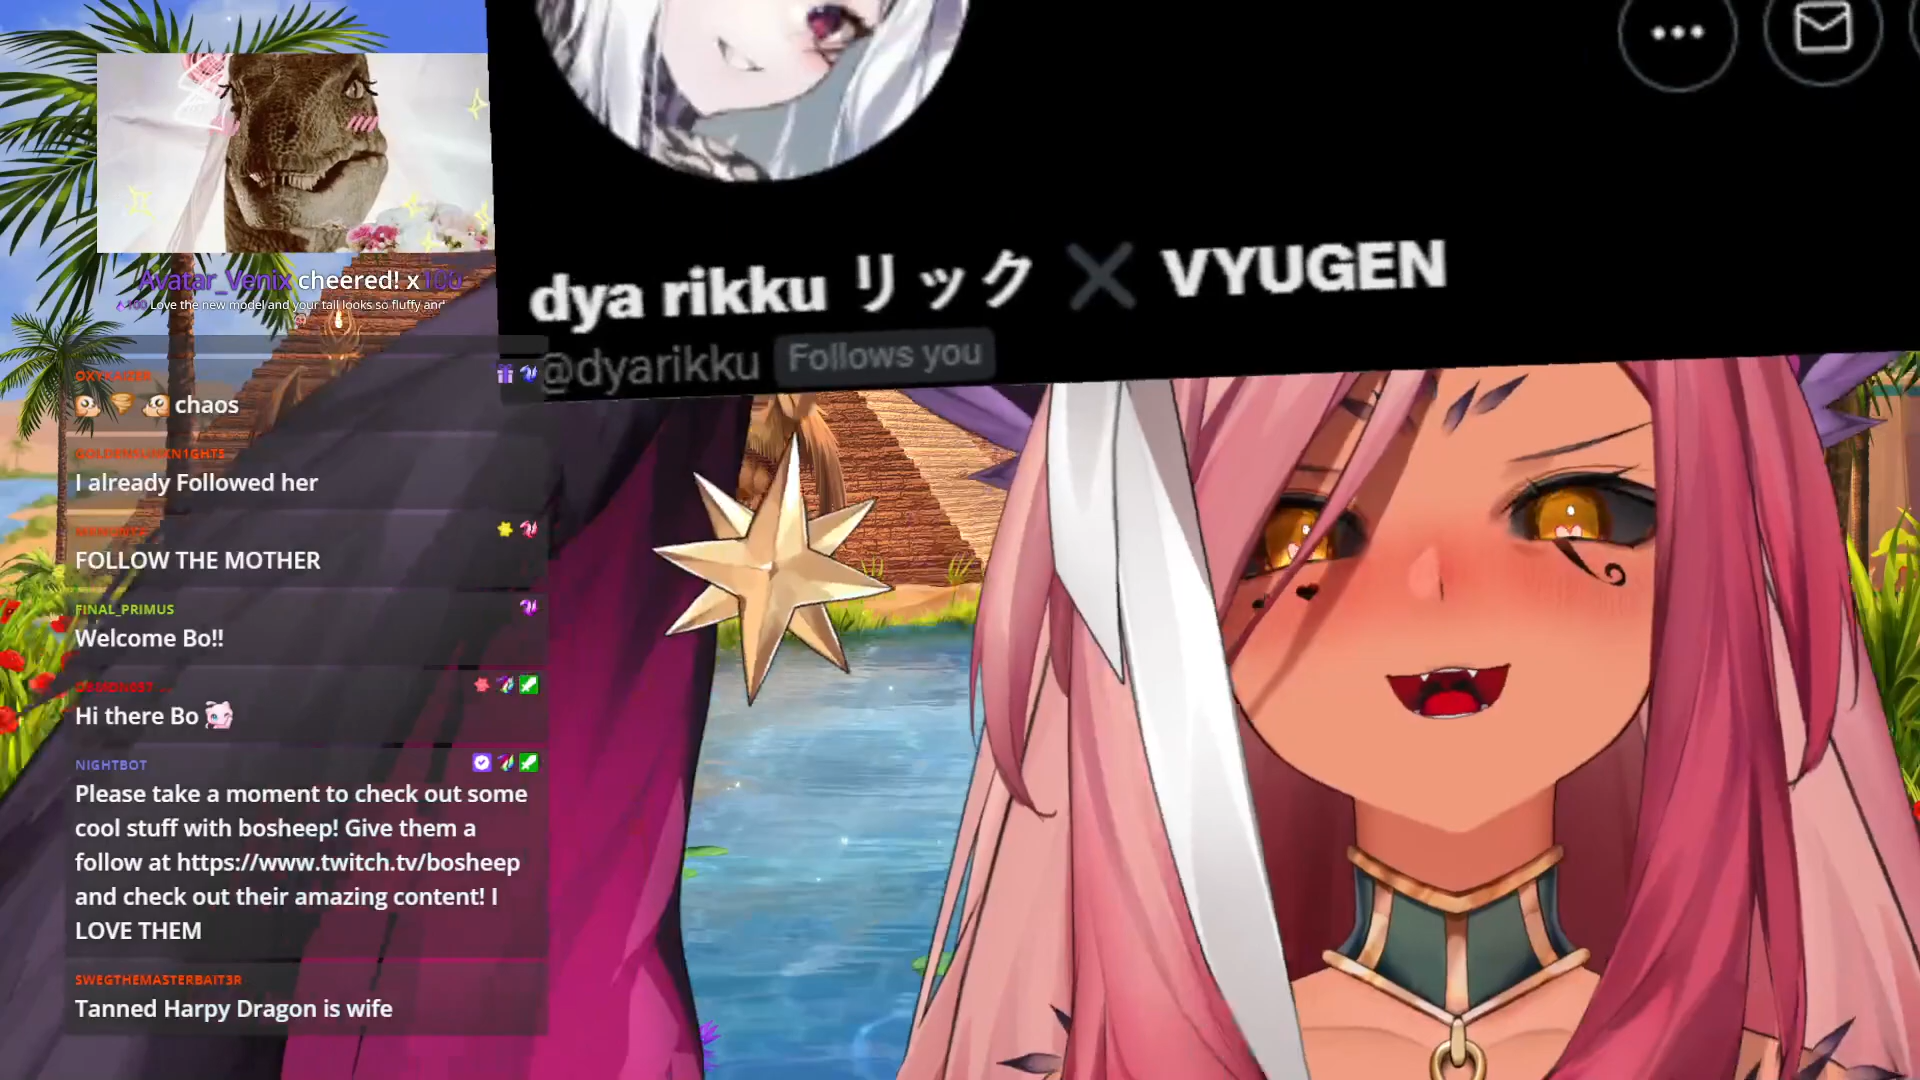 dya rikku リック ✕ VYUGEN
@dyarikku Follows you
Avatar_Venix cheered! x100
100 Love the new model and your tail looks so fluffy and
chaos
I already Followed her
FOLLOW THE MOTHER
FINAL_PRIMUS
Welcome Bo!!
Hi there Bo
NIGHTBOT
Please take a moment to check out some
cool stuff with bosheep! Give them a
follow at https://www.twitch.tv/bosheep
and check out their amazing content! I
LOVE THEM
SWEGTHEMASTERBAIT3R
Tanned Harpy Dragon is wife